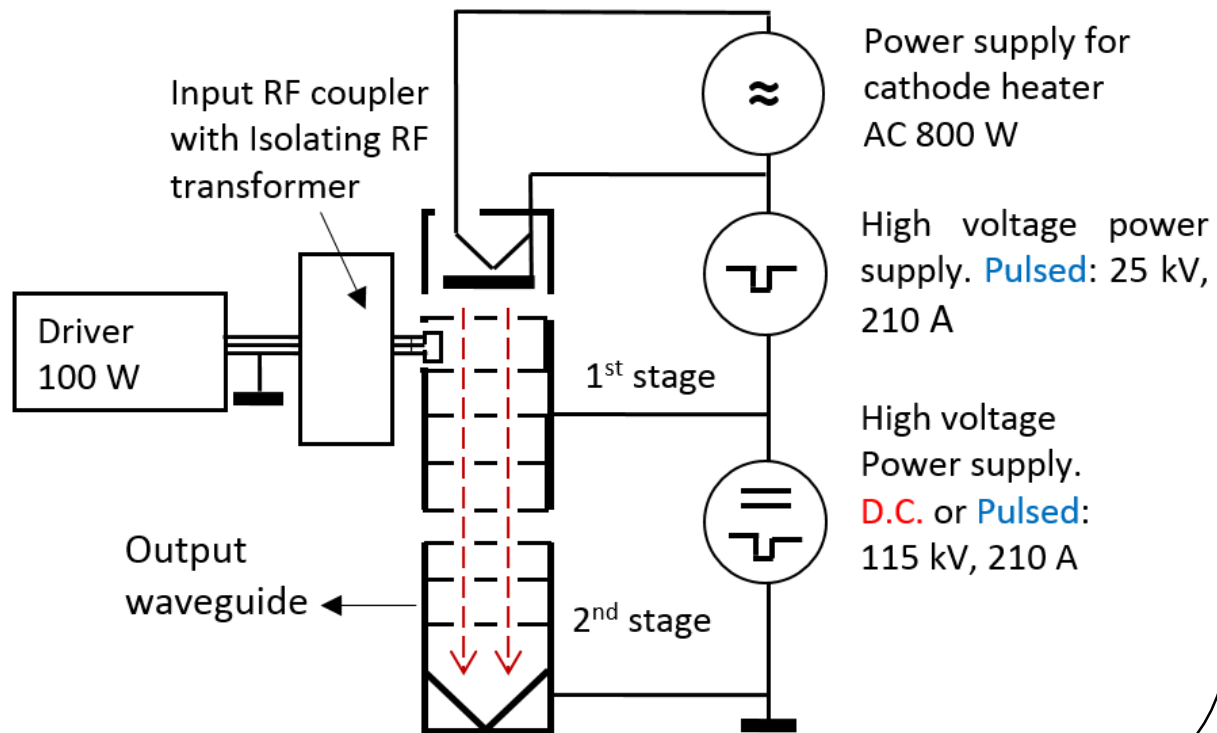 Power supply for
cathode heater
AC 800 W
Input RF coupler
with Isolating RF
transformer
High voltage power
supply. Pulsed: 25 kV,
210 A
Driver
100 W
1st stage
High voltage
Power supply.
D.C. or Pulsed:
115 kV, 210 A
Output
waveguide
2nd stage